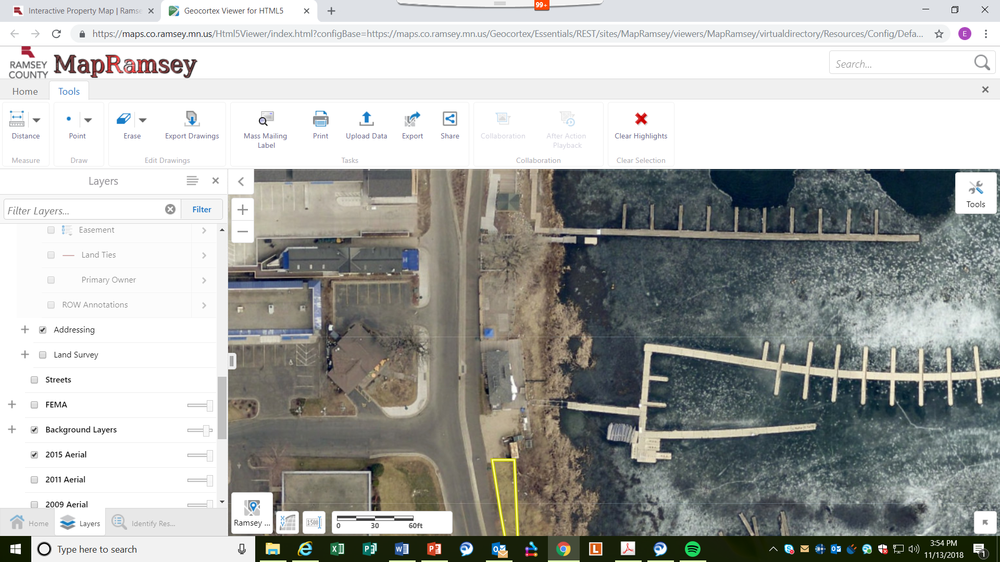 Interactive Property Map | Ramse
Geocortex Viewer for HTML5
99+
https://maps.co.ramsey.mn.us/Html5Viewer/index.html?configBase=https://maps.co.ramsey.mn.us/Geocortex/Essentials/REST/sites/MapRamsey/viewers/MapRamsey/virtualdirectory/Resources/Config/Defa...
E
RAMSEY
COUNTY
MapRamsey
Search...
Home
Tools
Distance
Point
Erase
Export Drawings
Mass Mailing
Label
Print
Upload Data
Export
Share
Collaboration
After Action
Playback
Clear Highlights
Measure
Draw
Edit Drawings
Tasks
Collaboration
Clear Selection
Layers
Filter Layers...
Filter
Easement
Land Ties
Primary Owner
ROW Annotations
Addressing
Land Survey
Streets
FEMA
Background Layers
2015 Aerial
2011 Aerial
2009 Aerial
Home
Layers
Identify Res...
Tools
Ramsey ...
X
Y
1:500
0
30
60ft
Type here to search
3:54 PM
11/13/2018
1